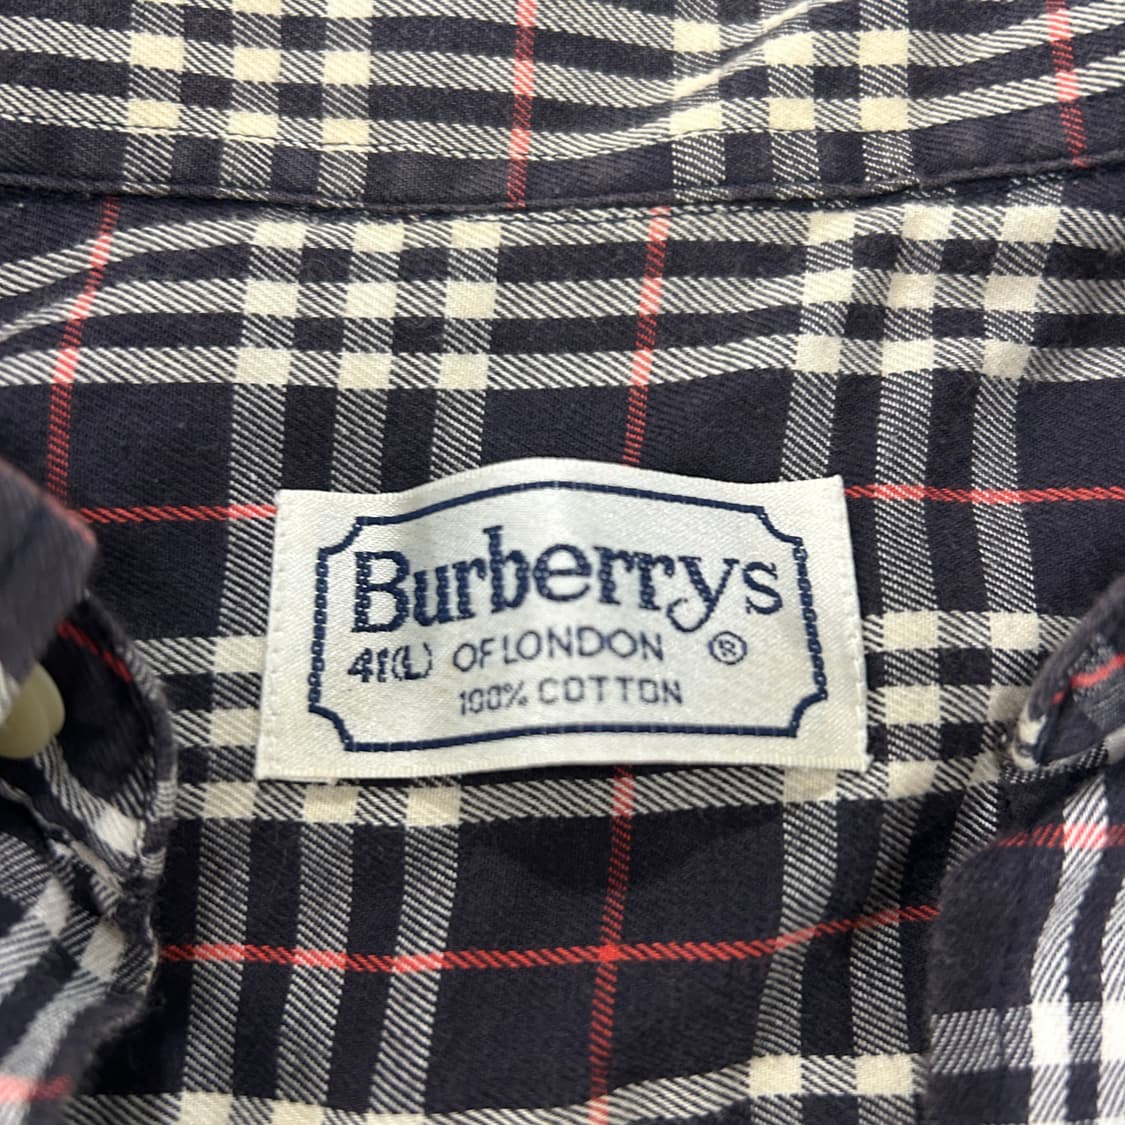 Burberrys
41(L) OF LONDON ®
100% COTTON